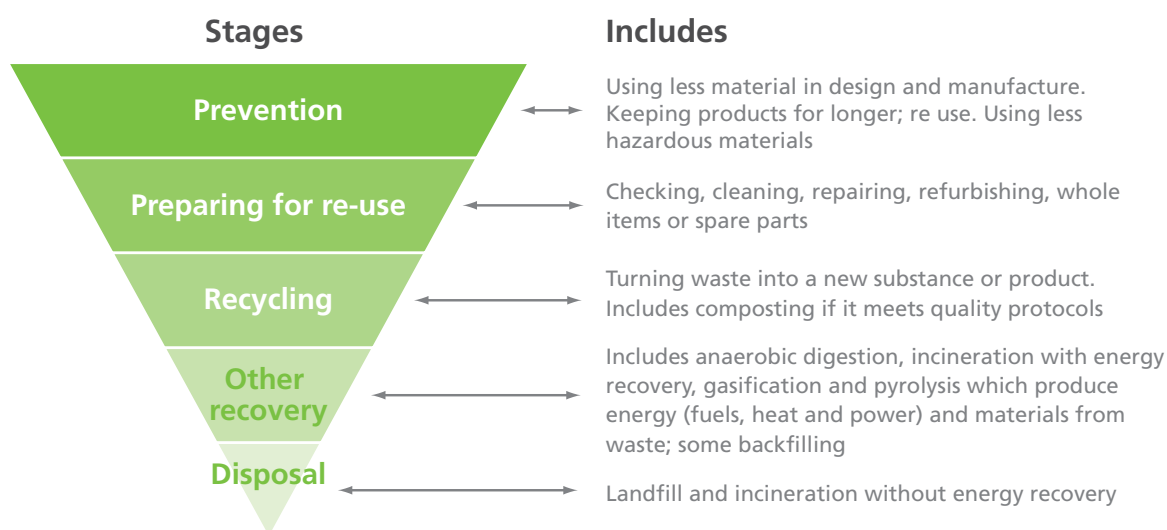 Stages
Includes
Prevention
Using less material in design and manufacture.
Keeping products for longer; re use. Using less
hazardous materials
Preparing for re-use
Checking, cleaning, repairing, refurbishing, whole
items or spare parts
Recycling
Turning waste into a new substance or product.
Includes composting if it meets quality protocols
Other
recovery
Includes anaerobic digestion, incineration with energy
recovery, gasification and pyrolysis which produce
energy (fuels, heat and power) and materials from
waste; some backfilling
Disposal
Landfill and incineration without energy recovery